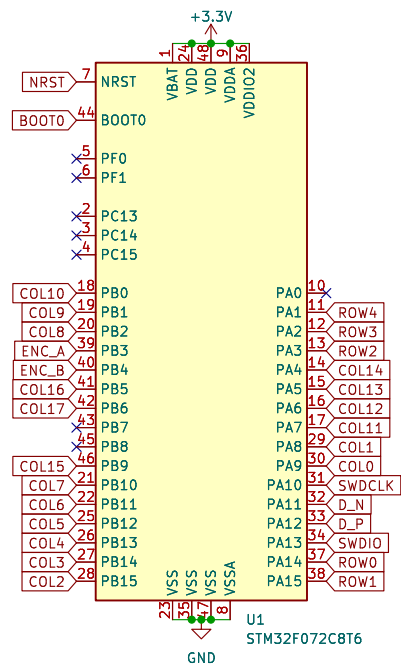 +3.3V
1 24 48 9 36
VBAT VDD VDD VDDA VDDIO2
NRST 7 NRST
BOOT0 44 BOOT0
5 PF0
6 PF1
2 PC13
3 PC14
4 PC15
COL10 18 PB0 PA0 10
COL9 19 PB1 PA1 11 ROW4
COL8 20 PB2 PA2 12 ROW3
ENC_A 39 PB3 PA3 13 ROW2
ENC_B 40 PB4 PA4 14 COL14
COL16 41 PB5 PA5 15 COL13
COL17 42 PB6 PA6 16 COL12
43 PB7 PA7 17 COL11
45 PB8 PA8 29 COL1
COL15 46 PB9 PA9 30 COL0
COL7 21 PB10 PA10 31 SWDCLK
COL6 22 PB11 PA11 32 D_N
COL5 25 PB12 PA12 33 D_P
COL4 26 PB13 PA13 34 SWDIO
COL3 27 PB14 PA14 37 ROW0
COL2 28 PB15 PA15 38 ROW1
VSS VSS VSS VSSA
23 35 47 8
U1
STM32F072C8T6
GND